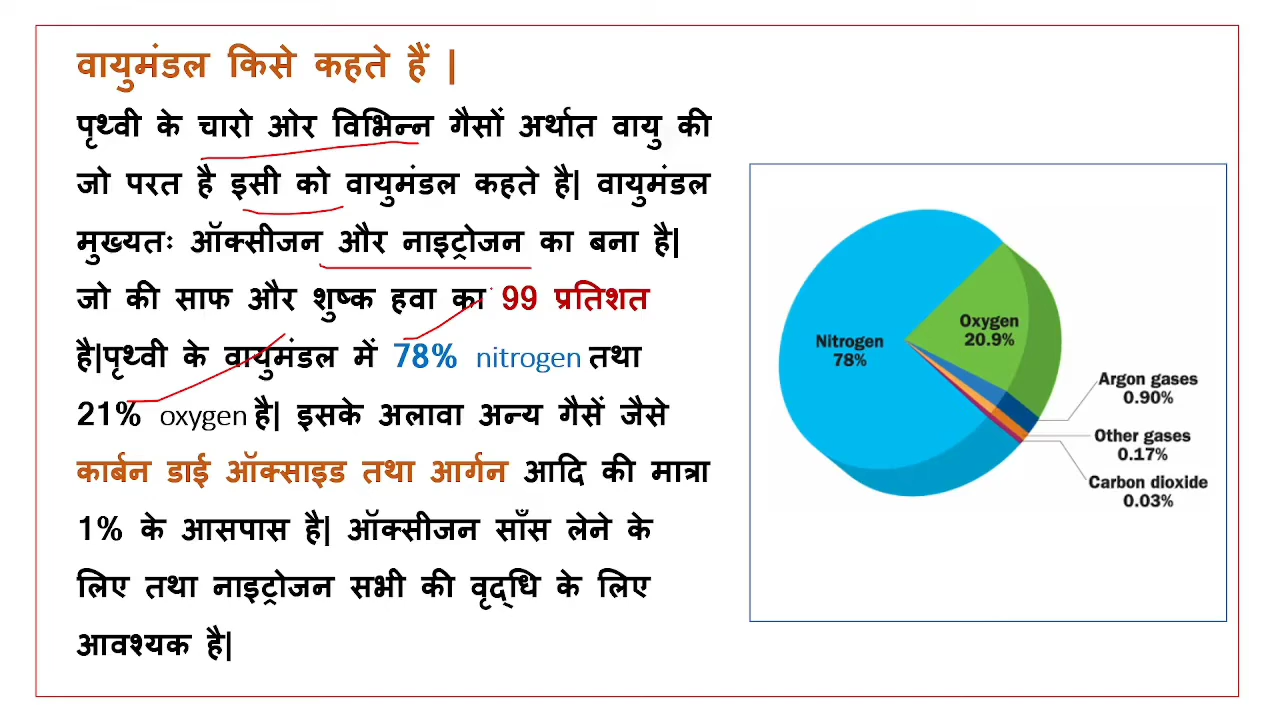 वायुमंडल किसे कहते हैं |
पृथ्वी के चारो ओर विभिन्न गैसों अर्थात वायु की
जो परत है इसी को वायुमंडल कहते है| वायुमंडल
मुख्यतः ऑक्सीजन और नाइट्रोजन का बना है|
जो की साफ और शुष्क हवा का 99 प्रतिशत
है|पृथ्वी के वायुमंडल में 78% nitrogen तथा
21% oxygen है| इसके अलावा अन्य गैसें जैसे
कार्बन डाई ऑक्साइड तथा आर्गन आदि की मात्रा
1% के आसपास है| ऑक्सीजन साँस लेने के
लिए तथा नाइट्रोजन सभी की वृद्धि के लिए
आवश्यक है|
Nitrogen
78%
Oxygen
20.9%
Argon gases
0.90%
Other gases
0.17%
Carbon dioxide
0.03%